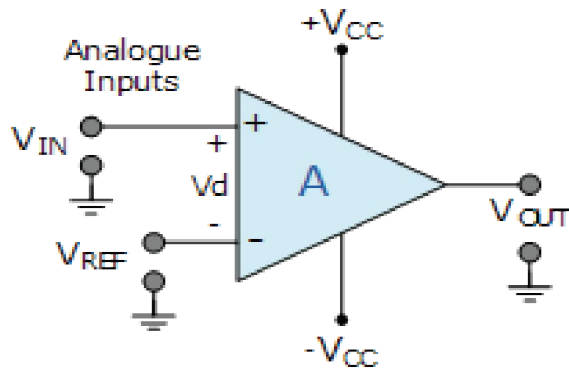 +VCC
Analogue
Inputs
VIN
+
+
Vd
A
-
-
VREF
VOUT
-VCC